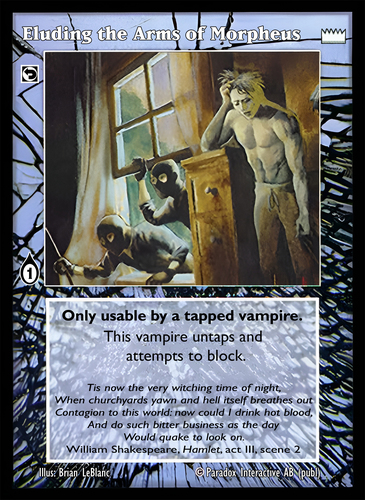 Eluding the Arms of Morpheus
1
Only usable by a tapped vampire.
This vampire untaps and
attempts to block.
Tis now the very witching time of night,
When churchyards yawn and hell itself breathes out
Contagion to this world; now could I drink hot blood,
And do such bitter business as the day
Would quake to look on.
William Shakespeare, Hamlet, act III, scene 2
Illus: Brian LeBlanc
© Paradox Interactive AB. (publ)